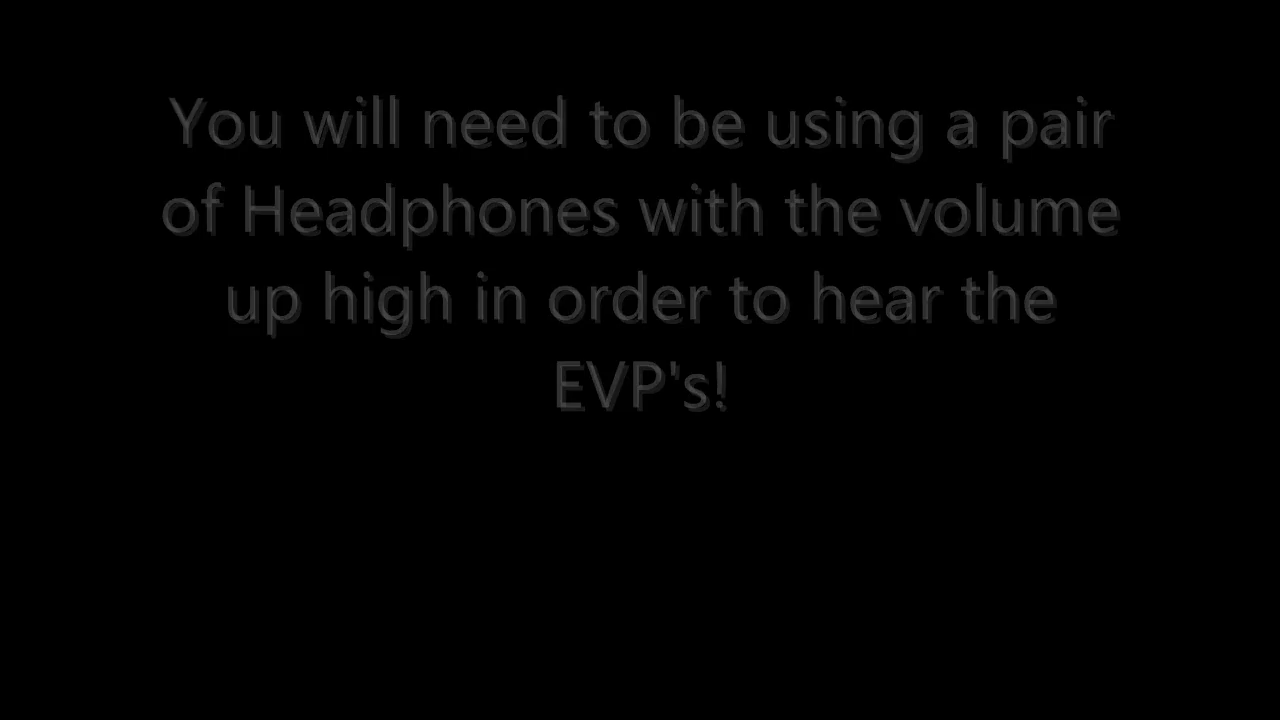 You will need to be using a pair
of Headphones with the volume
up high in order to hear the
EVP's!